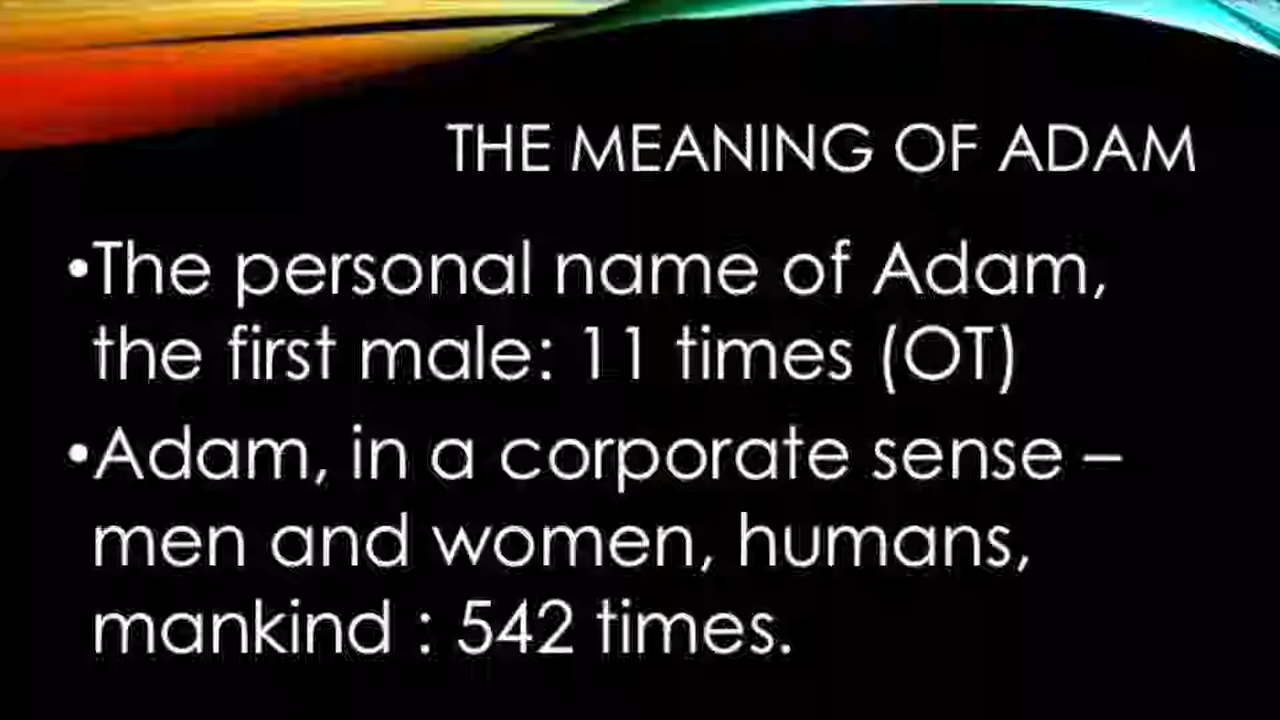 THE MEANING OF ADAM
•The personal name of Adam,
the first male: 11 times (OT)
•Adam, in a corporate sense –
men and women, humans,
mankind : 542 times.